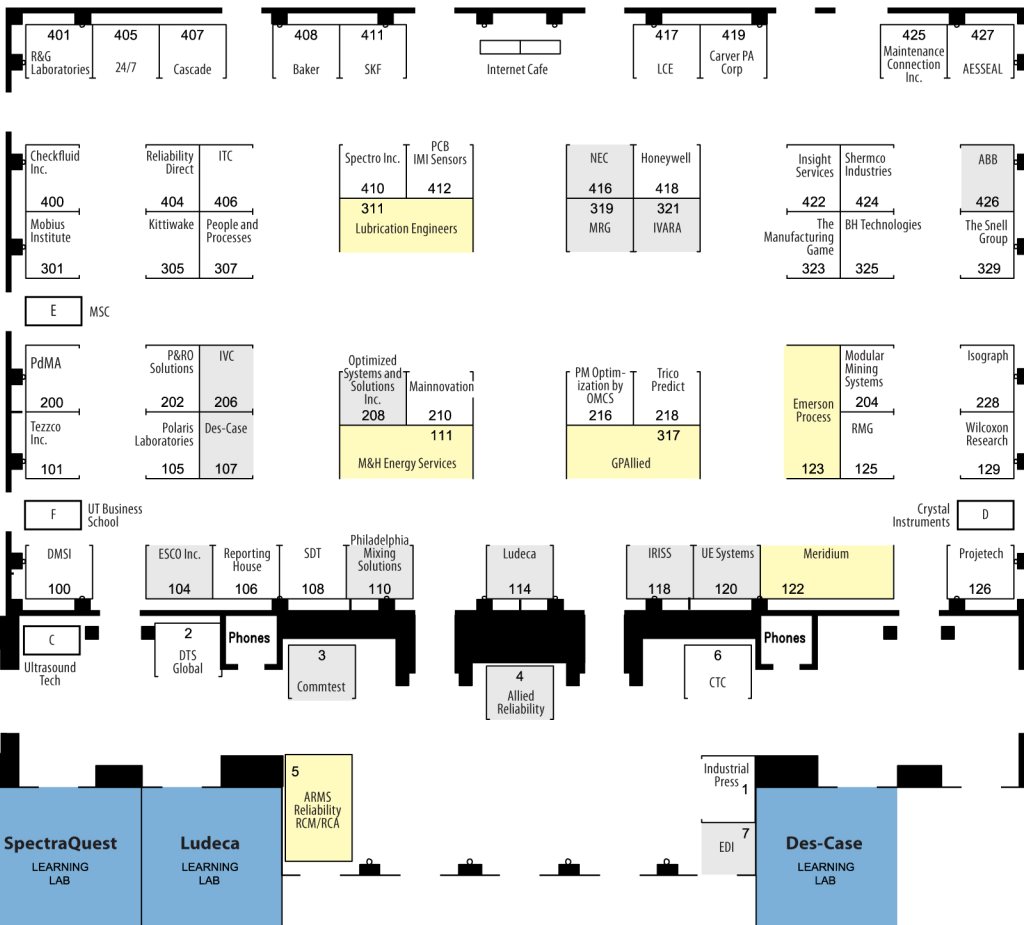 401
405
407
408
411
417
419
425
427
R&G
Laboratories
24/7
Cascade
Baker
SKF
Internet Cafe
LCE
Carver PA
Corp
Maintenance
Connection
Inc.
AESSEAL
Checkfluid
Inc.
400
Reliability
Direct
404
ITC
406
Spectro Inc.
410
PCB
IMI Sensors
412
NEC
416
Honeywell
418
Insight
Services
422
Shermco
Industries
424
ABB
426
Mobius
Institute
301
Kittiwake
305
People and
Processes
307
311
Lubrication Engineers
319
MRG
321
IVARA
The
Manufacturing
Game
323
BH Technologies
325
The Snell
Group
329
E
MSC
PdMA
200
P&RO
Solutions
202
IVC
206
Optimized
Systems and
Solutions
Inc.
208
Mainnovation
210
PM Optim-
ization by
OMCS
216
Trico
Predict
218
Emerson
Process
123
Modular
Mining
Systems
204
Isograph
228
Tezzco
Inc.
101
Polaris
Laboratories
105
Des-Case
107
111
M&H Energy Services
317
GPAllied
RMG
125
Wilcoxon
Research
129
F
UT Business
School
Crystal
Instruments
D
DMSI
100
ESCO Inc.
104
Reporting
House
106
SDT
108
Philadelphia
Mixing
Solutions
110
Ludeca
114
IRISS
118
UE Systems
120
Meridium
122
Projetech
126
C
Ultrasound
Tech
2
DTS
Global
Phones
3
Commtest
4
Allied
Reliability
6
CTC
Phones
5
ARMS
Reliability
RCM/RCA
Industrial
Press
1
7
EDI
SpectraQuest
LEARNING
LAB
Ludeca
LEARNING
LAB
Des-Case
LEARNING
LAB